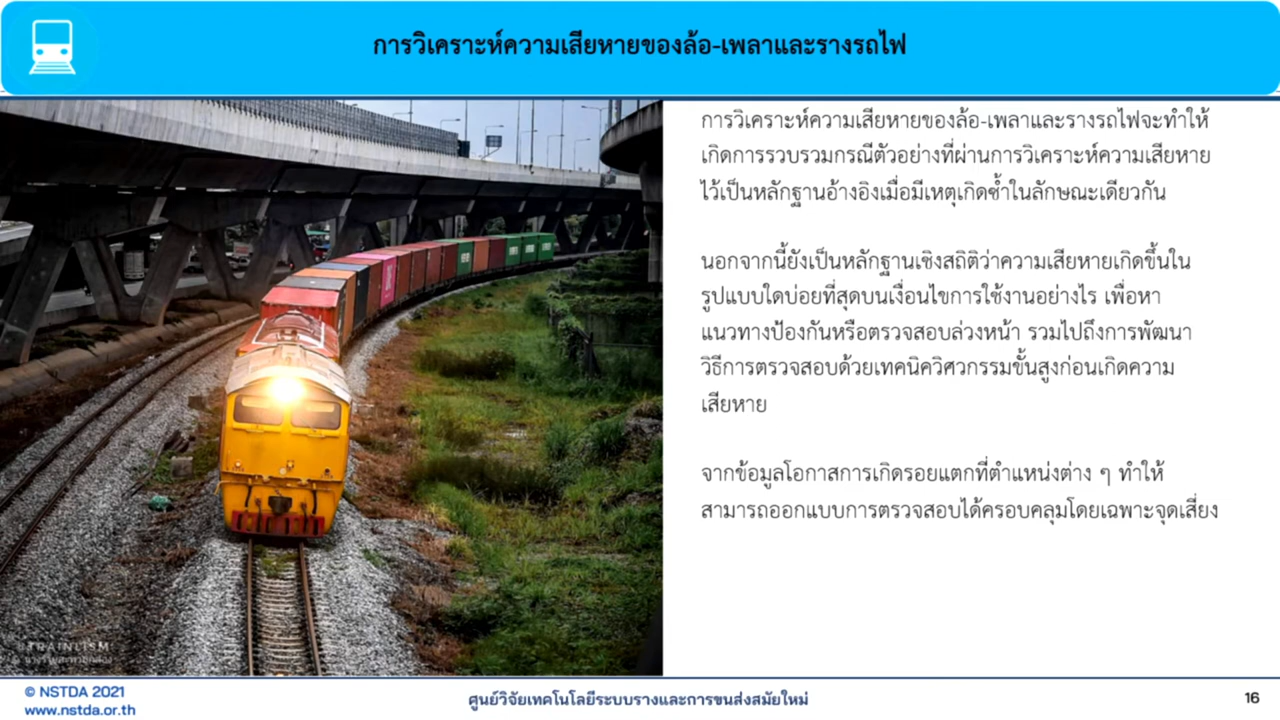 การวิเคราะห์ความเสียหายของล้อ-เพลาและรางรถไฟ
การวิเคราะห์ความเสียหายของล้อ-เพลาและรางรถไฟจะทำให้
เกิดการรวบรวมกรณีตัวอย่างที่ผ่านการวิเคราะห์ความเสียหาย
ไว้เป็นหลักฐานอ้างอิงเมื่อมีเหตุเกิดซ้ำในลักษณะเดียวกัน
นอกจากนี้ยังเป็นหลักฐานเชิงสถิติว่าความเสียหายเกิดขึ้นใน
รูปแบบใดบ่อยที่สุดบนเงื่อนไขการใช้งานอย่างไร เพื่อหา
แนวทางป้องกันหรือตรวจสอบล่วงหน้า รวมไปถึงการพัฒนา
วิธีการตรวจสอบด้วยเทคนิควิศวกรรมขั้นสูงก่อนเกิดความ
เสียหาย
จากข้อมูลโอกาสการเกิดรอยแตกที่ตำแหน่งต่าง ๆ ทำให้
สามารถออกแบบการตรวจสอบได้ครอบคลุมโดยเฉพาะจุดเสี่ยง
TRAINLISM
© NSTDA 2021
www.nstda.or.th
ศูนย์วิจัยเทคโนโลยีระบบรางและการขนส่งสมัยใหม่
16